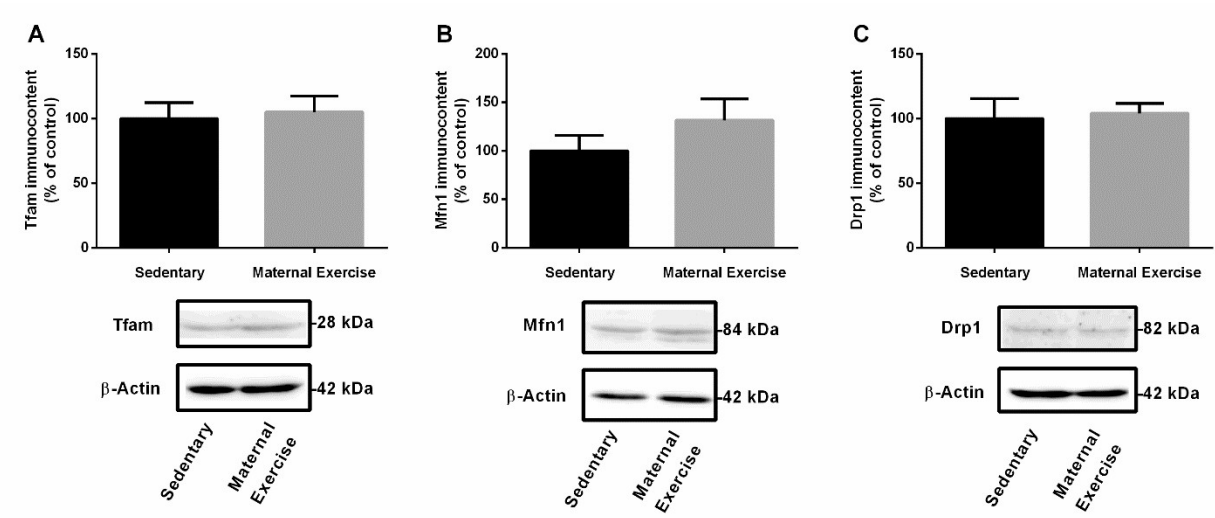 A
Tfam immunocontent
(% of control)
150
100
50
0
Sedentary
Maternal Exercise
Tfam
28 kDa
β-Actin
42 kDa
Sedentary
Maternal
Exercise
B
Mfn1 immunocontent
(% of control)
200
150
100
50
0
Sedentary
Maternal Exercise
Mfn1
84 kDa
β-Actin
42 kDa
Sedentary
Maternal
Exercise
C
Drp1 immunocontent
(% of control)
150
100
50
0
Sedentary
Maternal Exercise
Drp1
82 kDa
β-Actin
42 kDa
Sedentary
Maternal
Exercise